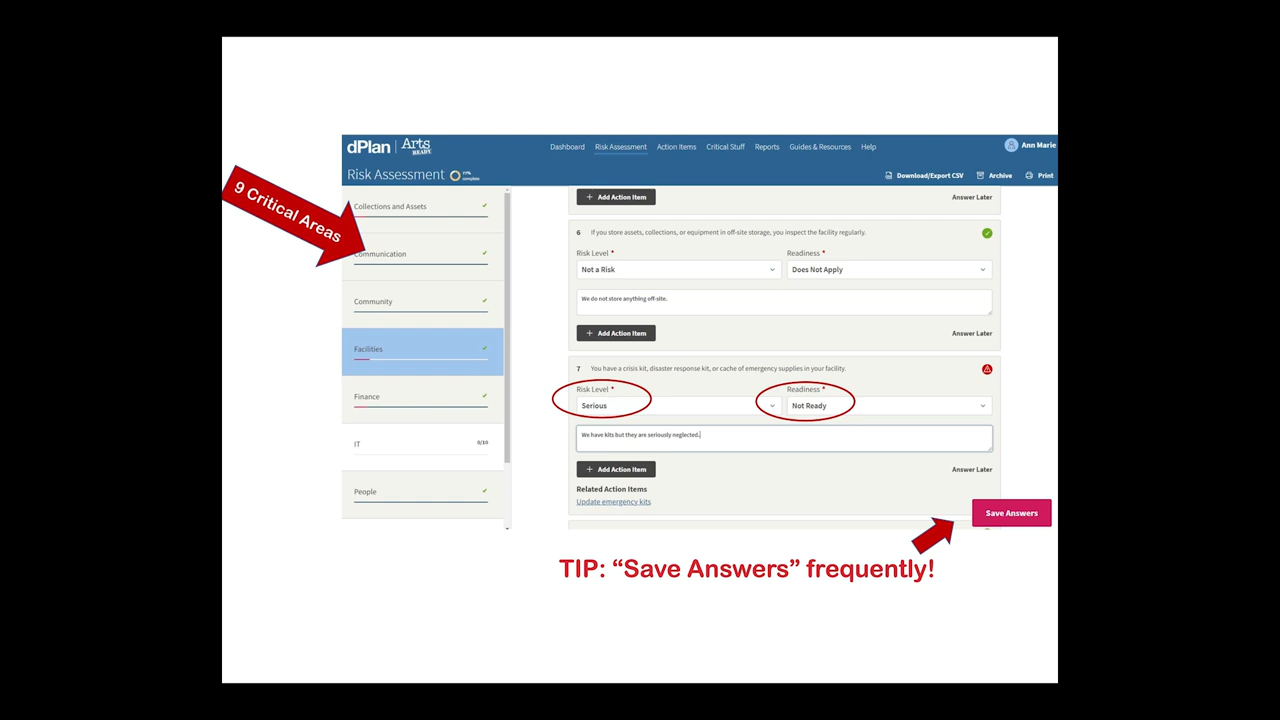 dPlan | Arts READY
Dashboard Risk Assessment Action Items Critical Stuff Reports Guides & Resources Help
Ann Marie
Risk Assessment
complete
Download/Export CSV Archive Print
9 Critical Areas
Collections and Assets
Communication
Community
Facilities
Finance
IT 0/10
People
+ Add Action Item Answer Later
6 If you store assets, collections, or equipment in off-site storage, you inspect the facility regularly.
Risk Level * Readiness *
Not a Risk Does Not Apply
We do not store anything off-site.
+ Add Action Item Answer Later
7 You have a crisis kit, disaster response kit, or cache of emergency supplies in your facility.
Risk Level * Readiness *
Serious Not Ready
We have kits but they are seriously neglected.
+ Add Action Item Answer Later
Related Action Items
Update emergency kits
Save Answers
TIP: “Save Answers” frequently!